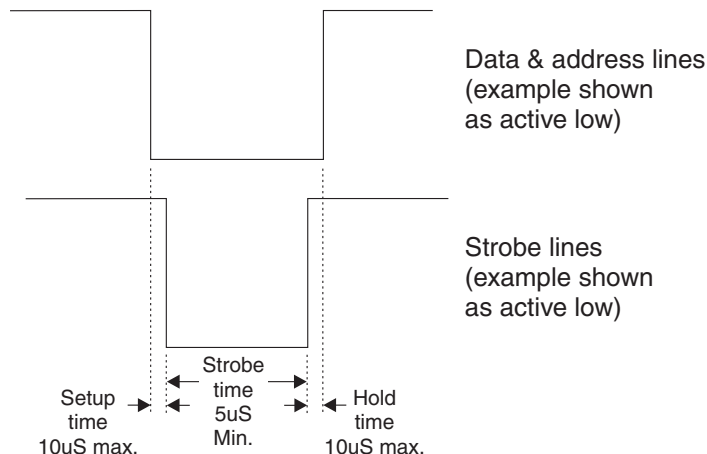 Data & address lines
(example shown
as active low)
Strobe lines
(example shown
as active low)
Setup
time
10uS max.
Strobe
time
5uS
Min.
Hold
time
10uS max.